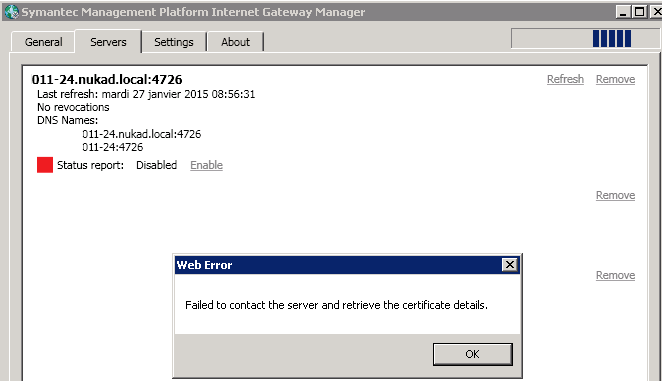 Symantec Management Platform Internet Gateway Manager
General Servers Settings About
011-24.nukad.local:4726 Refresh Remove
Last refresh: mardi 27 janvier 2015 08:56:31
No revocations
DNS Names:
011-24.nukad.local:4726
011-24:4726
Status report: Disabled Enable
Remove
Web Error
Remove
Failed to contact the server and retrieve the certificate details.
OK